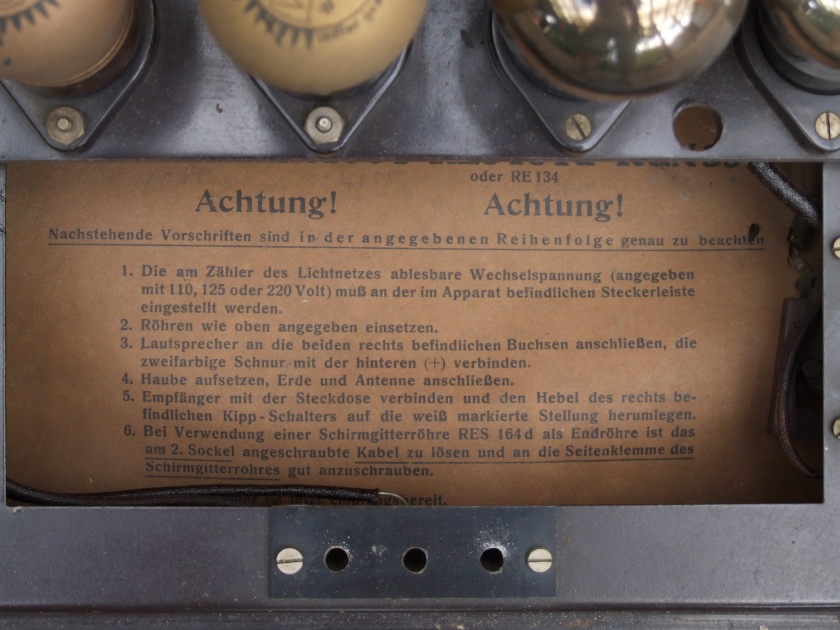 oder RE 134
Achtung! Achtung!
Nachstehende Vorschriften sind in der angegebenen Reihenfolge genau zu beachten
1. Die am Zähler des Lichtnetzes ablesbare Wechselspannung (angegeben
mit 110, 125 oder 220 Volt) muß an der im Apparat befindlichen Steckerleiste
eingestellt werden.
2. Röhren wie oben angegeben einsetzen.
3. Lautsprecher an die beiden rechts befindlichen Buchsen anschließen, die
zweifarbige Schnur mit der hinteren (+) verbinden.
4. Haube aufsetzen, Erde und Antenne anschließen.
5. Empfänger mit der Steckdose verbinden und den Hebel des rechts be-
findlichen Kipp-Schalters auf die weiß markierte Stellung herumlegen.
6. Bei Verwendung einer Schirmgitterröhre RES 164 d als Endröhre ist das
am 2. Sockel angeschraubte Kabel zu lösen und an die Seitenklemme des
Schirmgitterrohres gut anzuschrauben.
jetzt empfangsbereit.